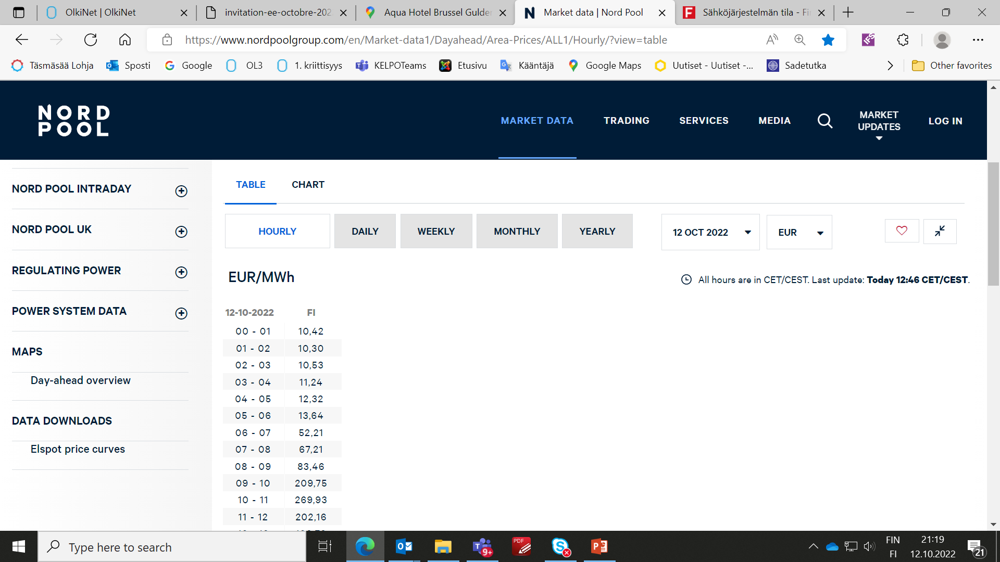 OlkiNet | OlkiNet
invitation-ee-octobre-202
Aqua Hotel Brussel Gulde
Market data | Nord Pool
Sähköjärjestelmän tila - Fi
https://www.nordpoolgroup.com/en/Market-data1/Dayahead/Area-Prices/ALL1/Hourly/?view=table
Täsmäsää Lohja
Sposti
Google
OL3
1. kriittisyys
KELPOTeams
Etusivu
Kääntäjä
Google Maps
Uutiset - Uutiset -...
Sadetutka
Other favorites
NORD
POOL
MARKET DATA
TRADING
SERVICES
MEDIA
MARKET
UPDATES
LOG IN
NORD POOL INTRADAY
NORD POOL UK
REGULATING POWER
POWER SYSTEM DATA
MAPS
Day-ahead overview
DATA DOWNLOADS
Elspot price curves
TABLE
CHART
HOURLY
DAILY
WEEKLY
MONTHLY
YEARLY
12 OCT 2022
EUR
EUR/MWh
All hours are in CET/CEST. Last update: Today 12:46 CET/CEST.
12-10-2022 FI
00 - 01 10,42
01 - 02 10,30
02 - 03 10,53
03 - 04 11,24
04 - 05 12,32
05 - 06 13,64
06 - 07 52,21
07 - 08 67,21
08 - 09 83,46
09 - 10 209,75
10 - 11 269,93
11 - 12 202,16
Type here to search
9+
PDF
FIN
FI
21:19
12.10.2022
21